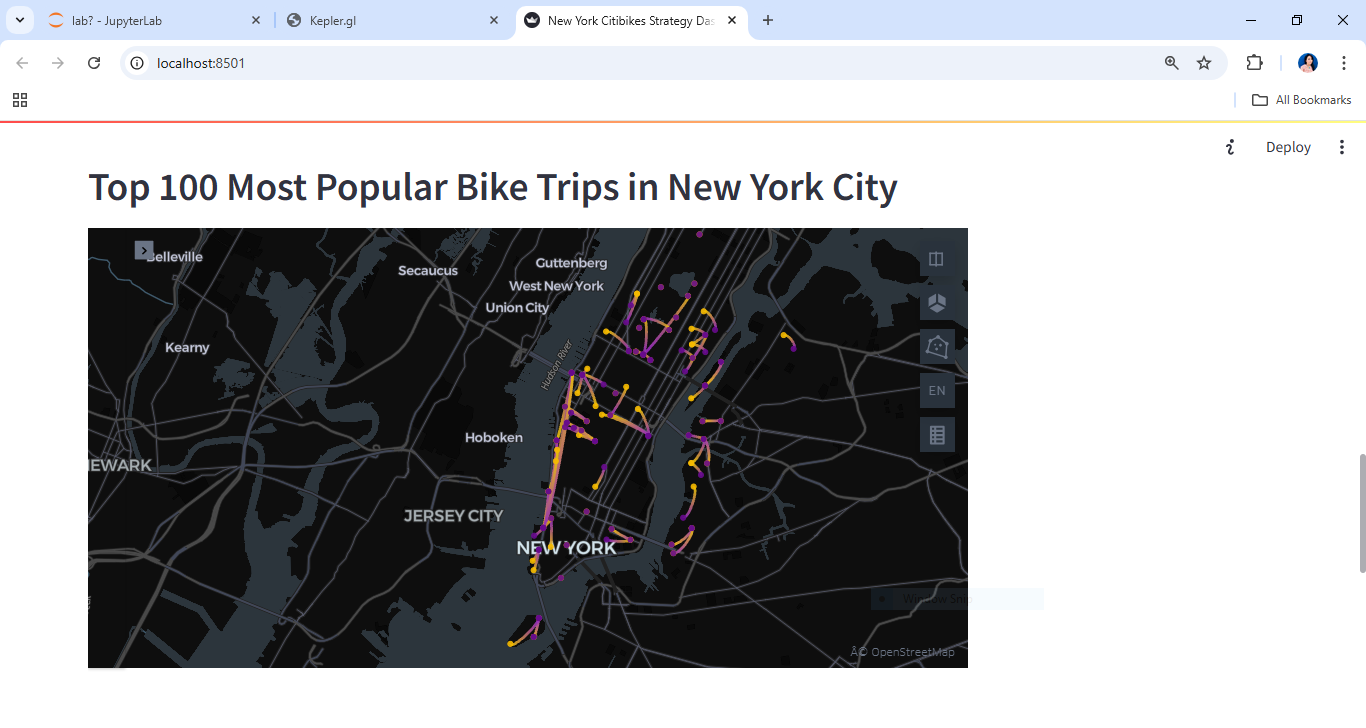 lab? - JupyterLab
Kepler.gl
New York Citibikes Strategy Das
localhost:8501
All Bookmarks
Deploy
Top 100 Most Popular Bike Trips in New York City
Belleville
Secaucus
Guttenberg
West New York
Union City
Kearny
Hudson River
EN
Hoboken
NEWARK
JERSEY CITY
NEW YORK
Window Snip
© OpenStreetMap